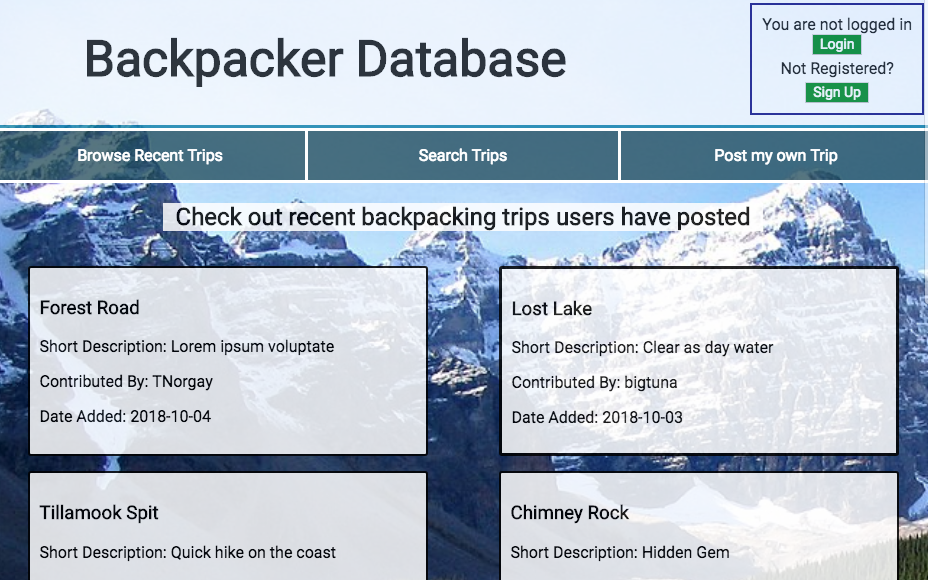 Backpacker Database
You are not logged in
Login
Not Registered?
Sign Up
Browse Recent Trips
Search Trips
Post my own Trip
Check out recent backpacking trips users have posted
Forest Road
Short Description: Lorem ipsum voluptate
Contributed By: TNorgay
Date Added: 2018-10-04
Lost Lake
Short Description: Clear as day water
Contributed By: bigtuna
Date Added: 2018-10-03
Tillamook Spit
Short Description: Quick hike on the coast
Chimney Rock
Short Description: Hidden Gem